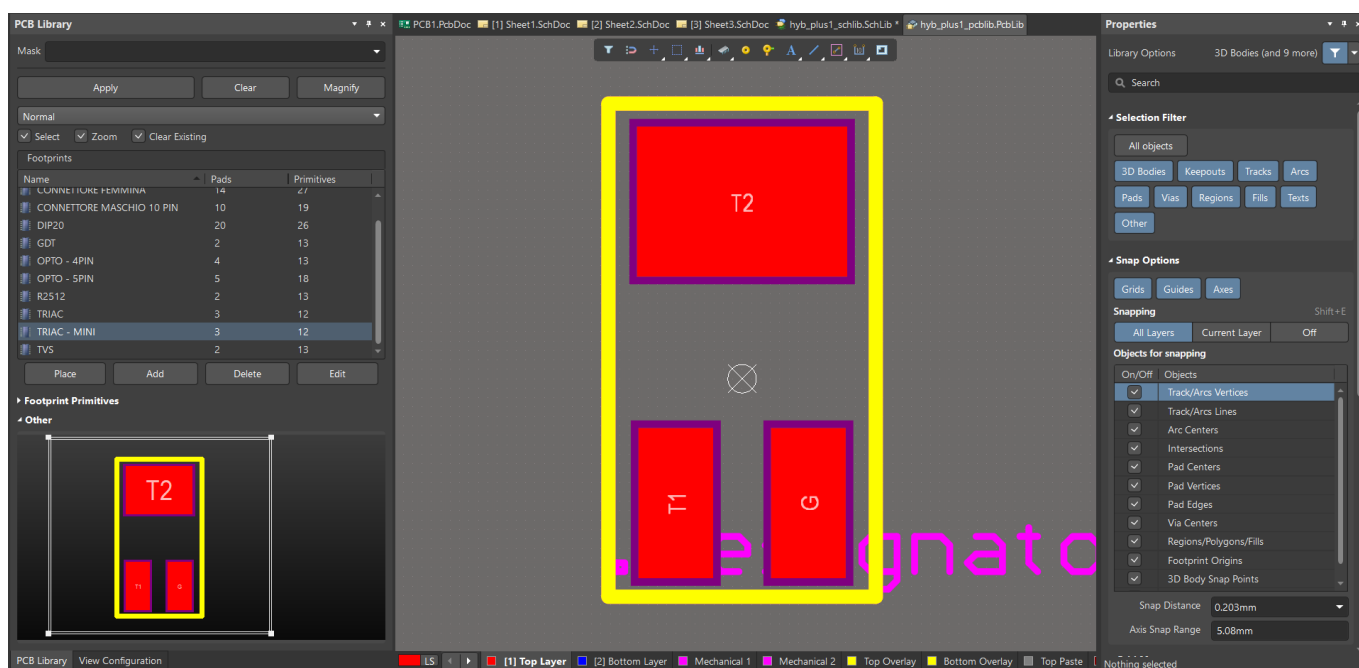 PCB Library
PCB1.PcbDoc [1] Sheet1.SchDoc [2] Sheet2.SchDoc [3] Sheet3.SchDoc hyb_plus1_schlib.SchLib * hyb_plus1_pcblib.PcbLib
Properties
Mask
Library Options 3D Bodies (and 9 more)
Apply Clear Magnify
Search
Normal
Select Zoom Clear Existing
Selection Filter
All objects
3D Bodies Keepouts Tracks Arcs
Pads Vias Regions Fills Texts
Other
Footprints
Name Pads Primitives
CONNETTORE FEMMINA 14 27
CONNETTORE MASCHIO 10 PIN 10 19
DIP20 20 26
GDT 2 13
OPTO - 4PIN 4 13
OPTO - 5PIN 5 18
R2512 2 13
TRIAC 3 12
TRIAC - MINI 3 12
TVS 2 13
Place Add Delete Edit
Footprint Primitives
Other
T2
T1 G
T2
T1 G
Snap Options
Grids Guides Axes
Snapping Shift+E
All Layers Current Layer Off
Objects for snapping
On/Off Objects
Track/Arcs Vertices
Track/Arcs Lines
Arc Centers
Intersections
Pad Centers
Pad Vertices
Pad Edges
Via Centers
Regions/Polygons/Fills
Footprint Origins
3D Body Snap Points
Snap Distance 0.203mm
Axis Snap Range 5.08mm
PCB Library View Configuration
LS [1] Top Layer [2] Bottom Layer Mechanical 1 Mechanical 2 Top Overlay Bottom Overlay Top Paste
Nothing selected